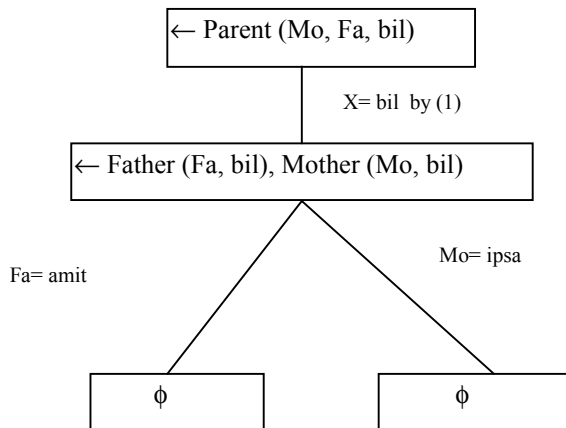 ← Parent (Mo, Fa, bil)
X= bil by (1)
← Father (Fa, bil), Mother (Mo, bil)
Mo= ipsa
Fa= amit
ϕ ϕ